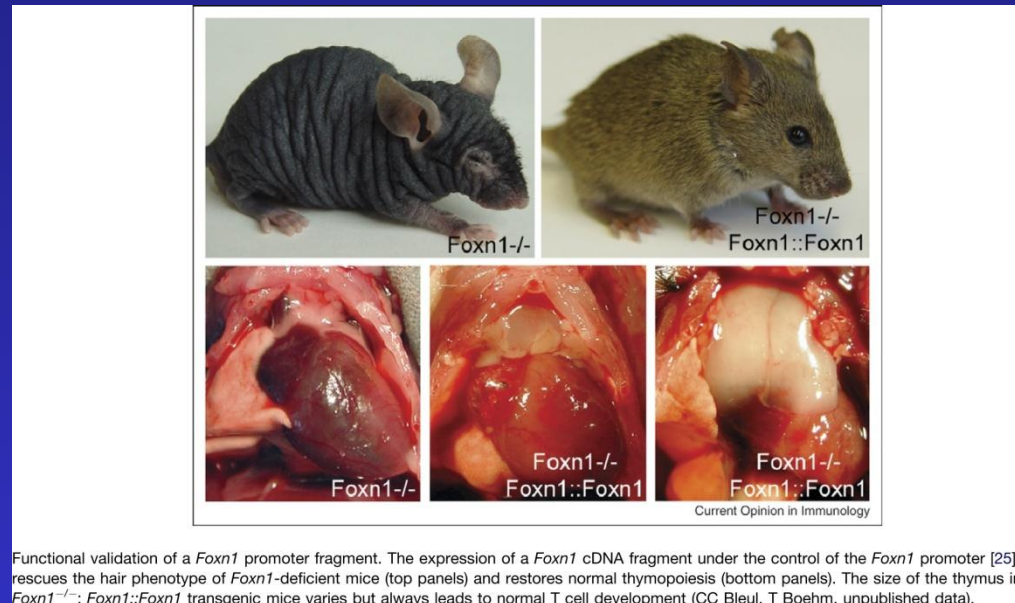 Foxn1-/-
Foxn1-/-
Foxn1::Foxn1
Foxn1-/-
Foxn1-/-
Foxn1::Foxn1
Foxn1-/-
Foxn1::Foxn1
Current Opinion in Immunology
Functional validation of a Foxn1 promoter fragment. The expression of a Foxn1 cDNA fragment under the control of the Foxn1 promoter [25]
rescues the hair phenotype of Foxn1-deficient mice (top panels) and restores normal thymopoiesis (bottom panels). The size of the thymus in
Foxn1−/−; Foxn1::Foxn1 transgenic mice varies but always leads to normal T cell development (CC Bleul, T Boehm, unpublished data).